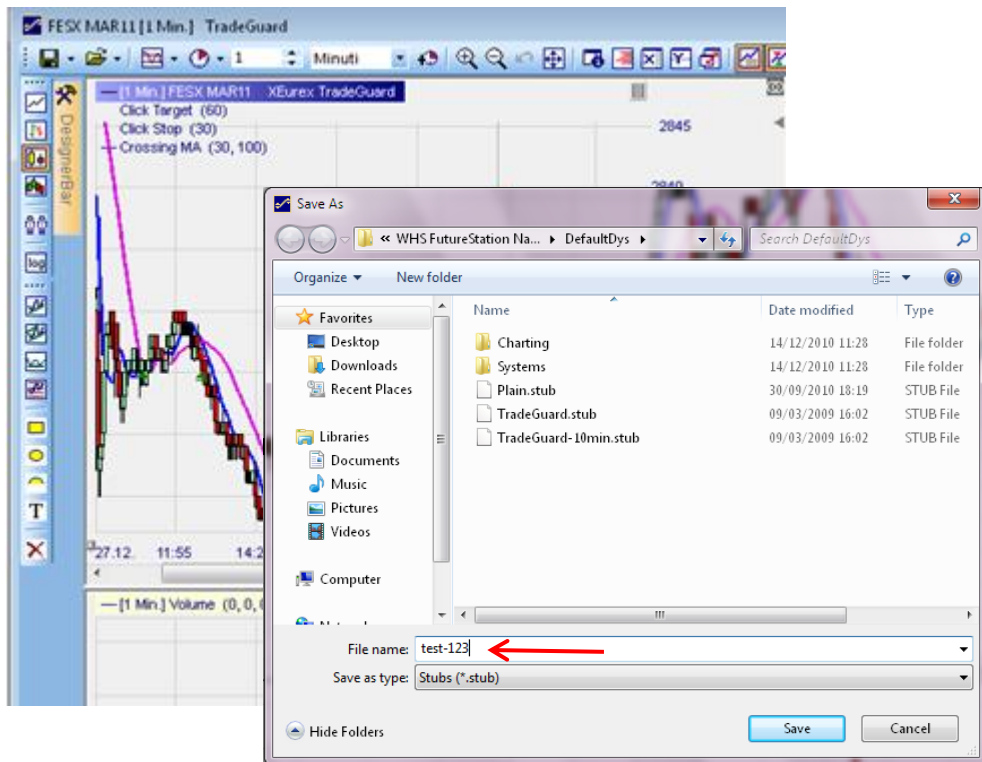 FESX MAR11 [1 Min.] TradeGuard
1 Minuti
DesignerBar
[1 Min.] FESX MAR11 XEurex TradeGuard
Click Target (60)
Click Stop (30)
Crossing MA (30, 100)
2845
2840
log
T
27.12. 11:55 14:2
[1 Min.] Volume (0, 0,
Save As
« WHS FutureStation Na... DefaultDys
Search DefaultDys
Organize New folder
Name Date modified Type
Favorites
Desktop
Downloads
Recent Places
Libraries
Documents
Music
Pictures
Videos
Computer
Charting 14/12/2010 11:28 File folder
Systems 14/12/2010 11:28 File folder
Plain.stub 30/09/2010 18:19 STUB File
TradeGuard.stub 09/03/2009 16:02 STUB File
TradeGuard-10min.stub 09/03/2009 16:02 STUB File
File name: test-123
Save as type: Stubs (*.stub)
Hide Folders
Save Cancel